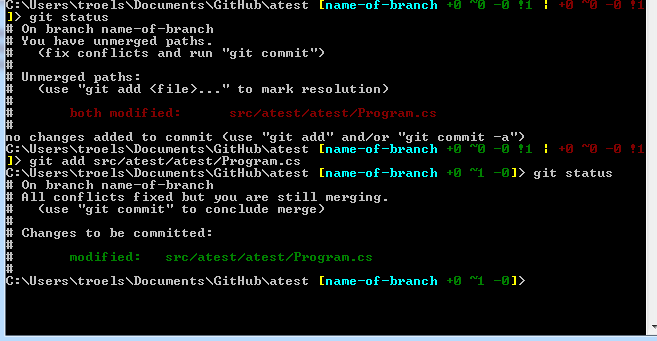 C:\Users\troels\Documents\GitHub\atest [name-of-branch +0 ~0 -0 !1 | +0 ~0 -0 !1
]> git status
# On branch name-of-branch
# You have unmerged paths.
#   (fix conflicts and run "git commit")
#
# Unmerged paths:
#   (use "git add <file>..." to mark resolution)
#
#       both modified:      src/atest/atest/Program.cs
#
no changes added to commit (use "git add" and/or "git commit -a")
C:\Users\troels\Documents\GitHub\atest [name-of-branch +0 ~0 -0 !1 | +0 ~0 -0 !1
]> git add src/atest/atest/Program.cs
C:\Users\troels\Documents\GitHub\atest [name-of-branch +0 ~1 -0]> git status
# On branch name-of-branch
# All conflicts fixed but you are still merging.
#   (use "git commit" to conclude merge)
#
# Changes to be committed:
#
#       modified:   src/atest/atest/Program.cs
#
C:\Users\troels\Documents\GitHub\atest [name-of-branch +0 ~1 -0]>